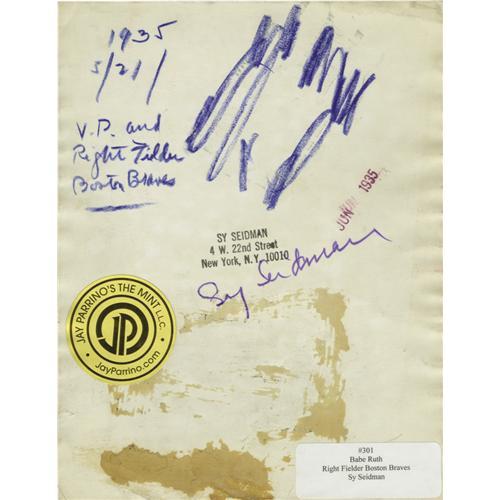 1935
5/21/
V.P. and
Right Fielder
Boston Braves
JUN 1935
SY SEIDMAN
4 W. 22nd Street
New York, N.Y. 10010
Sy Seidman
JAY PARRINO'S THE MINT L.L.C.
JP
JayParrino.com
#301
Babe Ruth
Right Fielder Boston Braves
Sy Seidman